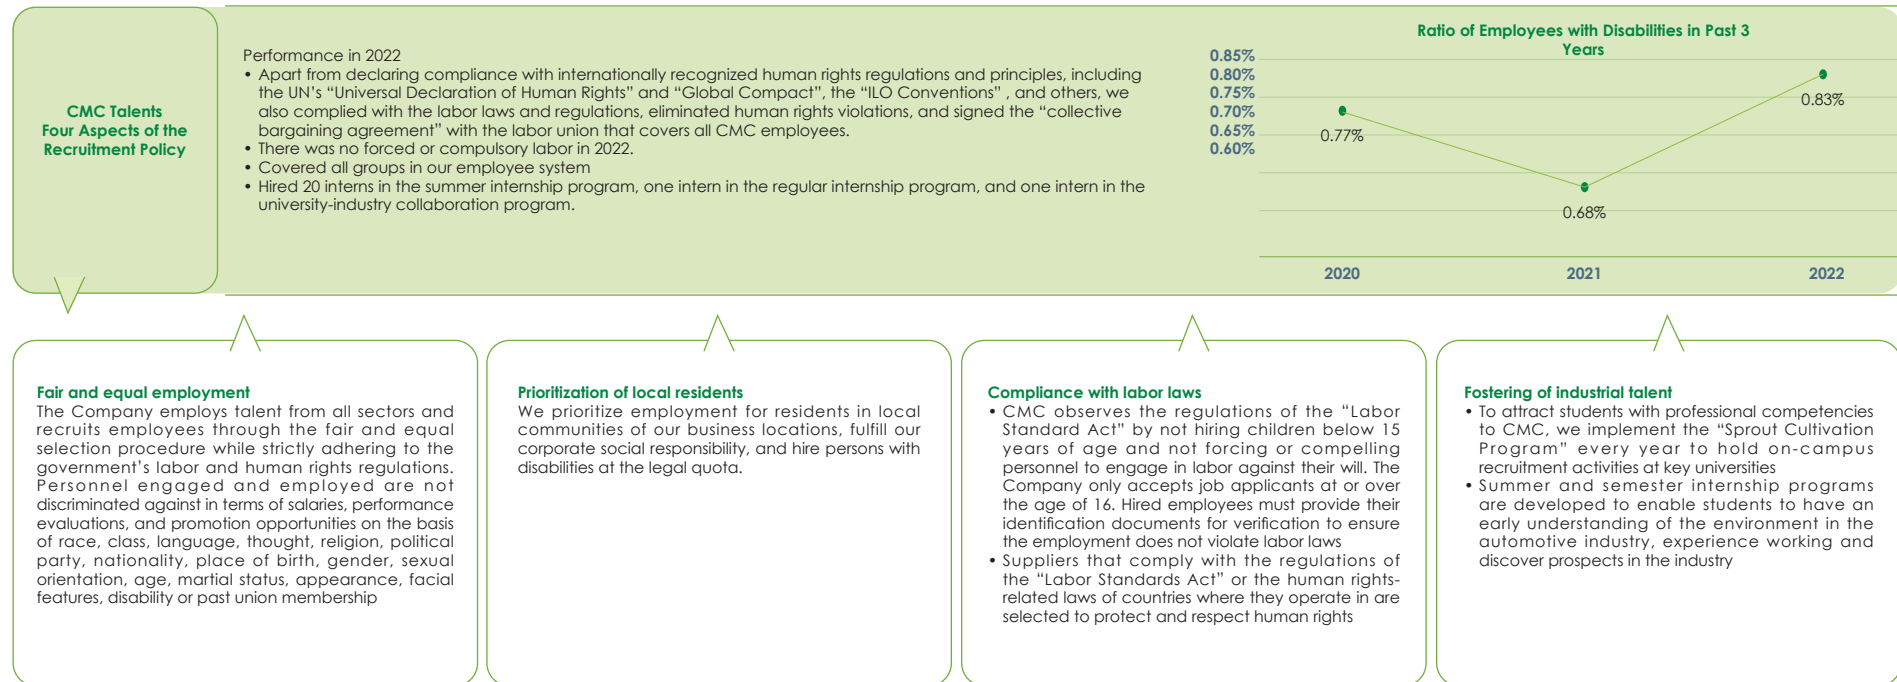 CMC Talents
Four Aspects of the
Recruitment Policy
Performance in 2022
• Apart from declaring compliance with internationally recognized human rights regulations and principles, including
the UN's “Universal Declaration of Human Rights” and “Global Compact”, the “ILO Conventions” , and others, we
also complied with the labor laws and regulations, eliminated human rights violations, and signed the “collective
bargaining agreement” with the labor union that covers all CMC employees.
• There was no forced or compulsory labor in 2022.
• Covered all groups in our employee system
• Hired 20 interns in the summer internship program, one intern in the regular internship program, and one intern in the
university-industry collaboration program.
Ratio of Employees with Disabilities in Past 3
Years
0.85%
0.80%
0.75%
0.70%
0.65%
0.60%
0.77%
0.68%
0.83%
2020
2021
2022
Fair and equal employment
The Company employs talent from all sectors and
recruits employees through the fair and equal
selection procedure while strictly adhering to the
government's labor and human rights regulations.
Personnel engaged and employed are not
discriminated against in terms of salaries, performance
evaluations, and promotion opportunities on the basis
of race, class, language, thought, religion, political
party, nationality, place of birth, gender, sexual
orientation, age, martial status, appearance, facial
features, disability or past union membership
Prioritization of local residents
We prioritize employment for residents in local
communities of our business locations, fulfill our
corporate social responsibility, and hire persons with
disabilities at the legal quota.
Compliance with labor laws
• CMC observes the regulations of the “Labor
Standard Act” by not hiring children below 15
years of age and not forcing or compelling
personnel to engage in labor against their will. The
Company only accepts job applicants at or over
the age of 16. Hired employees must provide their
identification documents for verification to ensure
the employment does not violate labor laws
• Suppliers that comply with the regulations of
the “Labor Standards Act” or the human rights-
related laws of countries where they operate in are
selected to protect and respect human rights
Fostering of industrial talent
• To attract students with professional competencies
to CMC, we implement the “Sprout Cultivation
Program” every year to hold on-campus
recruitment activities at key universities
• Summer and semester internship programs
are developed to enable students to have an
early understanding of the environment in the
automotive industry, experience working and
discover prospects in the industry